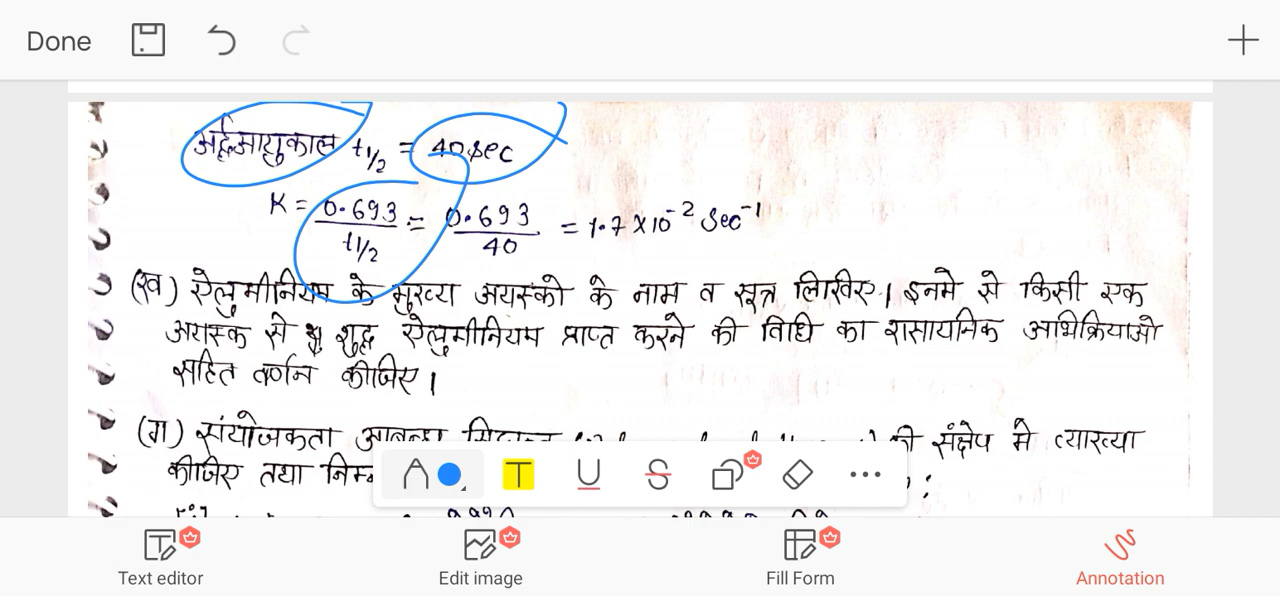 Done
अर्द्धआयुकाल t1/2 = 40 sec
K = 0.693/t1/2 = 0.693/40 = 1.7 × 10⁻² Sec⁻¹
(ख) ऐलुमीनियम के मुख्या अयस्को के नाम व सूत्र लिखिए। इनमे से किसी एक
अयस्क से शुद्ध ऐलुमीनियम प्राप्त करने की विधि का रासायनिक अभिक्रियाओ
सहित वर्णन कीजिए।
(ग) संयोजकता की संक्षेप मे व्याख्या
कीजिए तथा
T U S
Text editor Edit image Fill Form Annotation